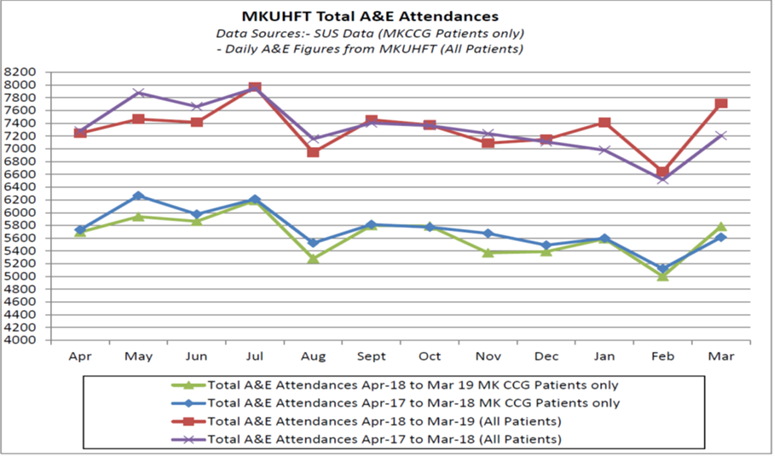 MKUHFT Total A&E Attendances
Data Sources:- SUS Data (MKCCG Patients only)
- Daily A&E Figures from MKUHFT (All Patients)
8200
8000
7800
7600
7400
7200
7000
6800
6600
6400
6200
6000
5800
5600
5400
5200
5000
4800
4600
4400
4200
4000
Apr May Jun Jul Aug Sept Oct Nov Dec Jan Feb Mar
Total A&E Attendances Apr-18 to Mar 19 MK CCG Patients only
Total A&E Attendances Apr-17 to Mar-18 MK CCG Patients only
Total A&E Attendances Apr-18 to Mar-19 (All Patients)
Total A&E Attendances Apr-17 to Mar-18 (All Patients)